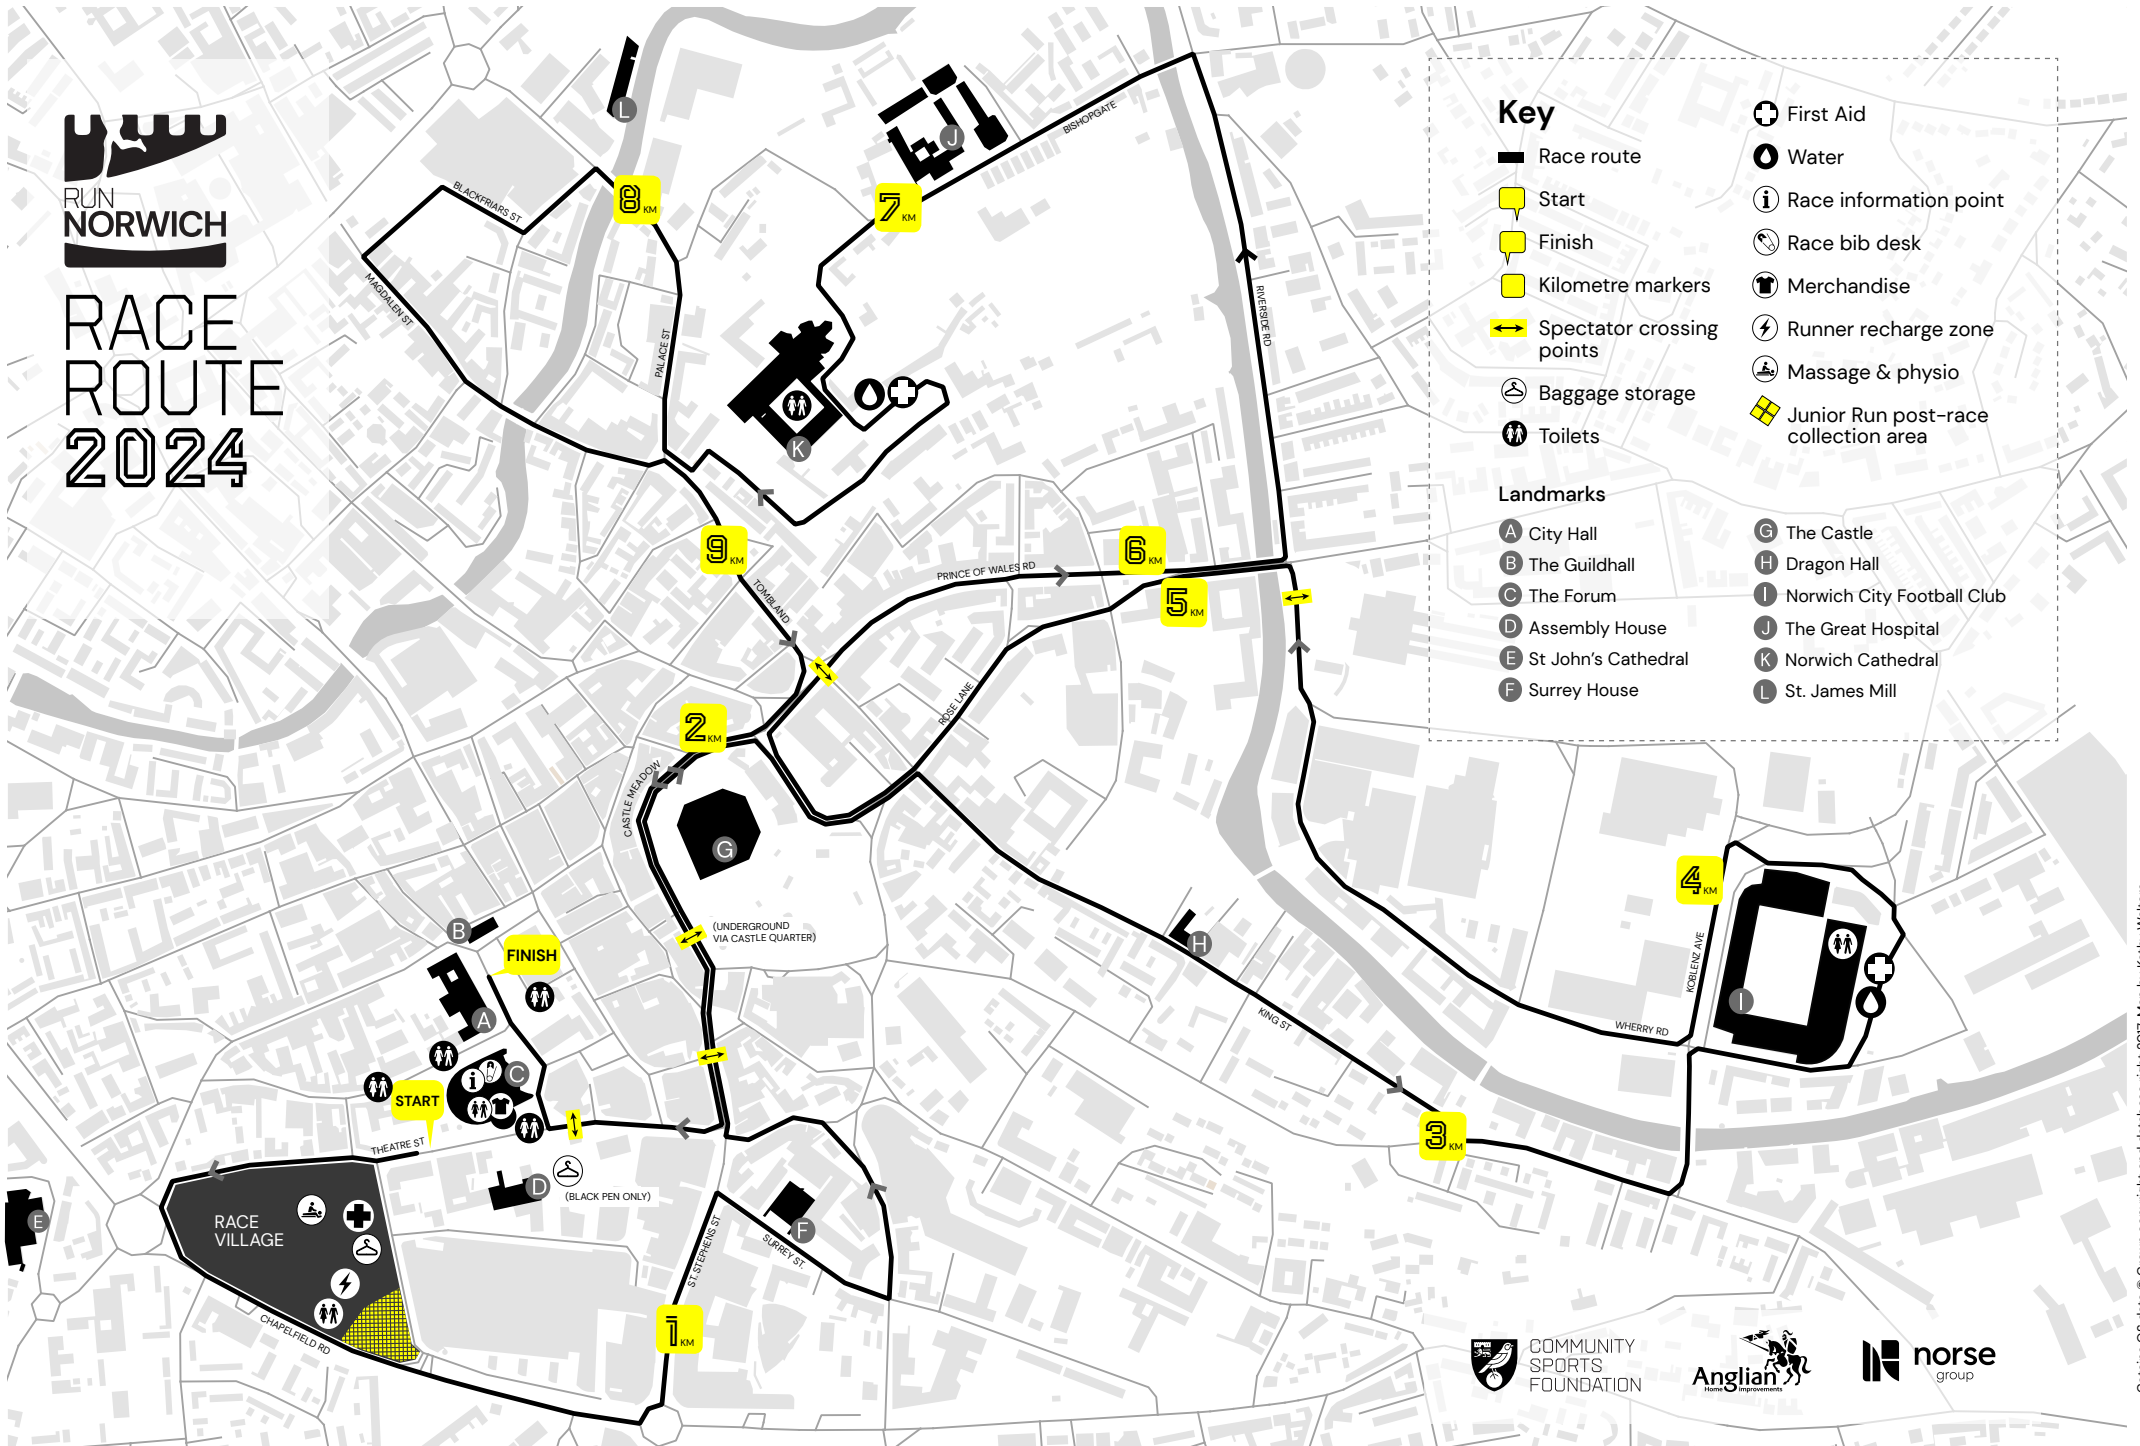 RUN
NORWICH
RACE
ROUTE
2024
Key
Race route
Start
Finish
Kilometre markers
Spectator crossing
points
Baggage storage
Toilets
First Aid
Water
Race information point
Race bib desk
Merchandise
Runner recharge zone
Massage & physio
Junior Run post-race
collection area
Landmarks
A City Hall
B The Guildhall
C The Forum
D Assembly House
E St John's Cathedral
F Surrey House
G The Castle
H Dragon Hall
I Norwich City Football Club
J The Great Hospital
K Norwich Cathedral
L St. James Mill
L
J
BISHOPGATE
7 KM
8 KM
BLACKFRIARS ST
MAGDALEN ST
PALACE ST
RIVERSIDE RD
K
9 KM
TOMBLAND
PRINCE OF WALES RD
6 KM
5 KM
ROSE LANE
2 KM
CASTLE MEADOW
G
(UNDERGROUND
VIA CASTLE QUARTER)
4 KM
KOBLENZ AVE
I
H
B
FINISH
A
C
START
THEATRE ST
KING ST
WHERRY RD
3 KM
D
(BLACK PEN ONLY)
E
RACE
VILLAGE
F
SURREY ST.
ST. STEPHENS ST
1 KM
CHAPELFIELD RD
COMMUNITY
SPORTS
FOUNDATION
Anglian
Home improvements
norse
group